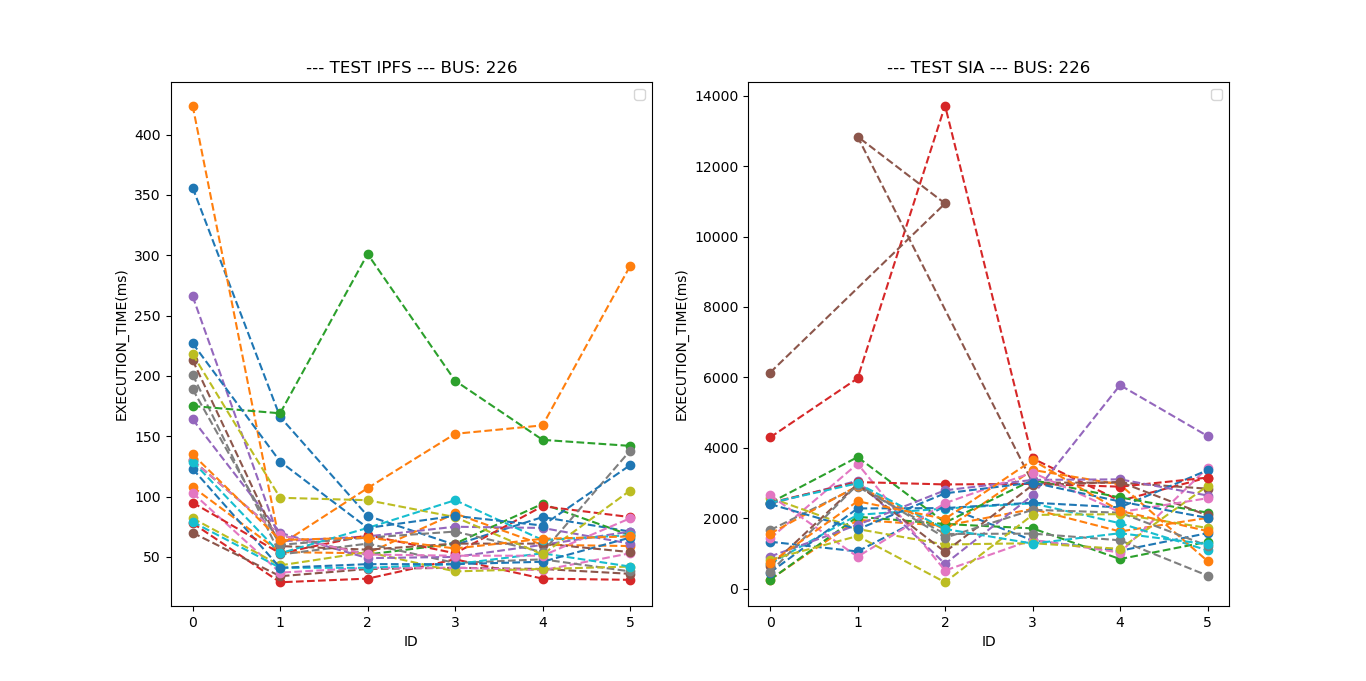 --- TEST IPFS --- BUS: 226
400
350
300
250
200
150
100
50
EXECUTION_TIME(ms)
0 1 2 3 4 5
ID
--- TEST SIA --- BUS: 226
14000
12000
10000
8000
6000
4000
2000
0
EXECUTION_TIME(ms)
0 1 2 3 4 5
ID